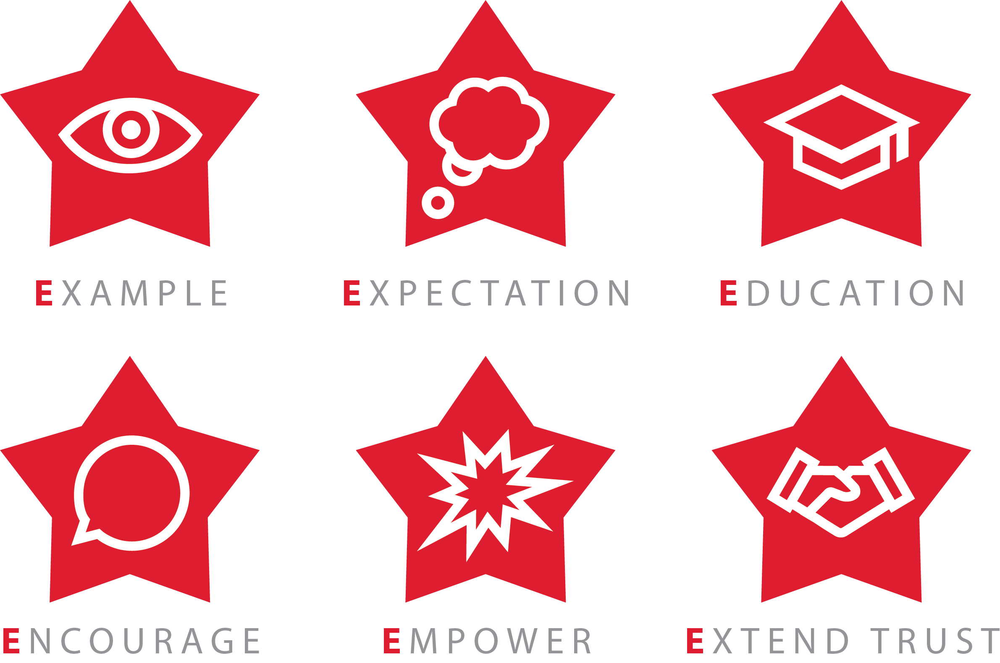 EXAMPLE
EXPECTATION
EDUCATION
ENCOURAGE
EMPOWER
EXTEND TRUST